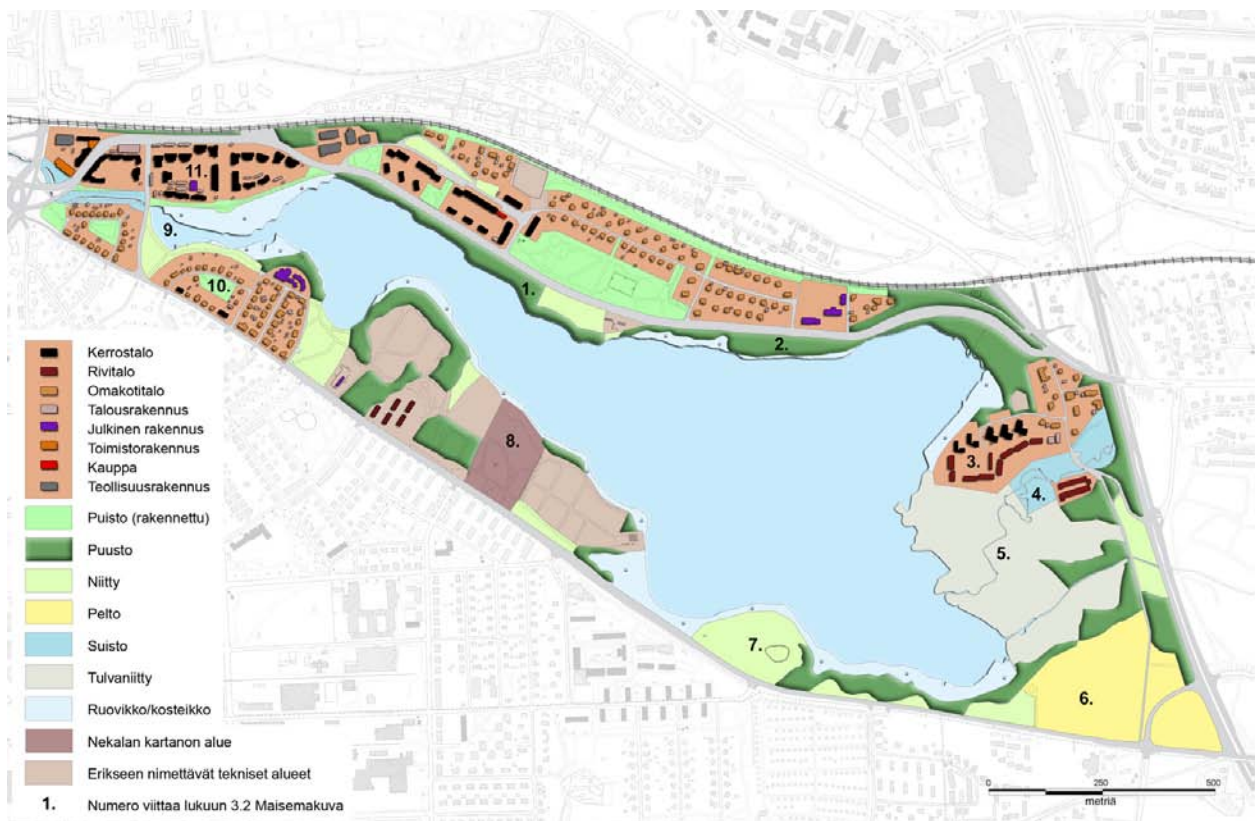 11.
9.
10.
1.
2.
3.
4.
5.
8.
7.
6.
Kerrostalo
Rivitalo
Omakotitalo
Talousrakennus
Julkinen rakennus
Toimistorakennus
Kauppa
Teollisuusrakennus
Puisto (rakennettu)
Puusto
Niitty
Pelto
Suisto
Tulvaniitty
Ruovikko/kosteikko
Nekalan kartanon alue
Erikseen nimettävät tekniset alueet
1. Numero viittaa lukuun 3.2 Maisemakuva
0 250 500
metriä